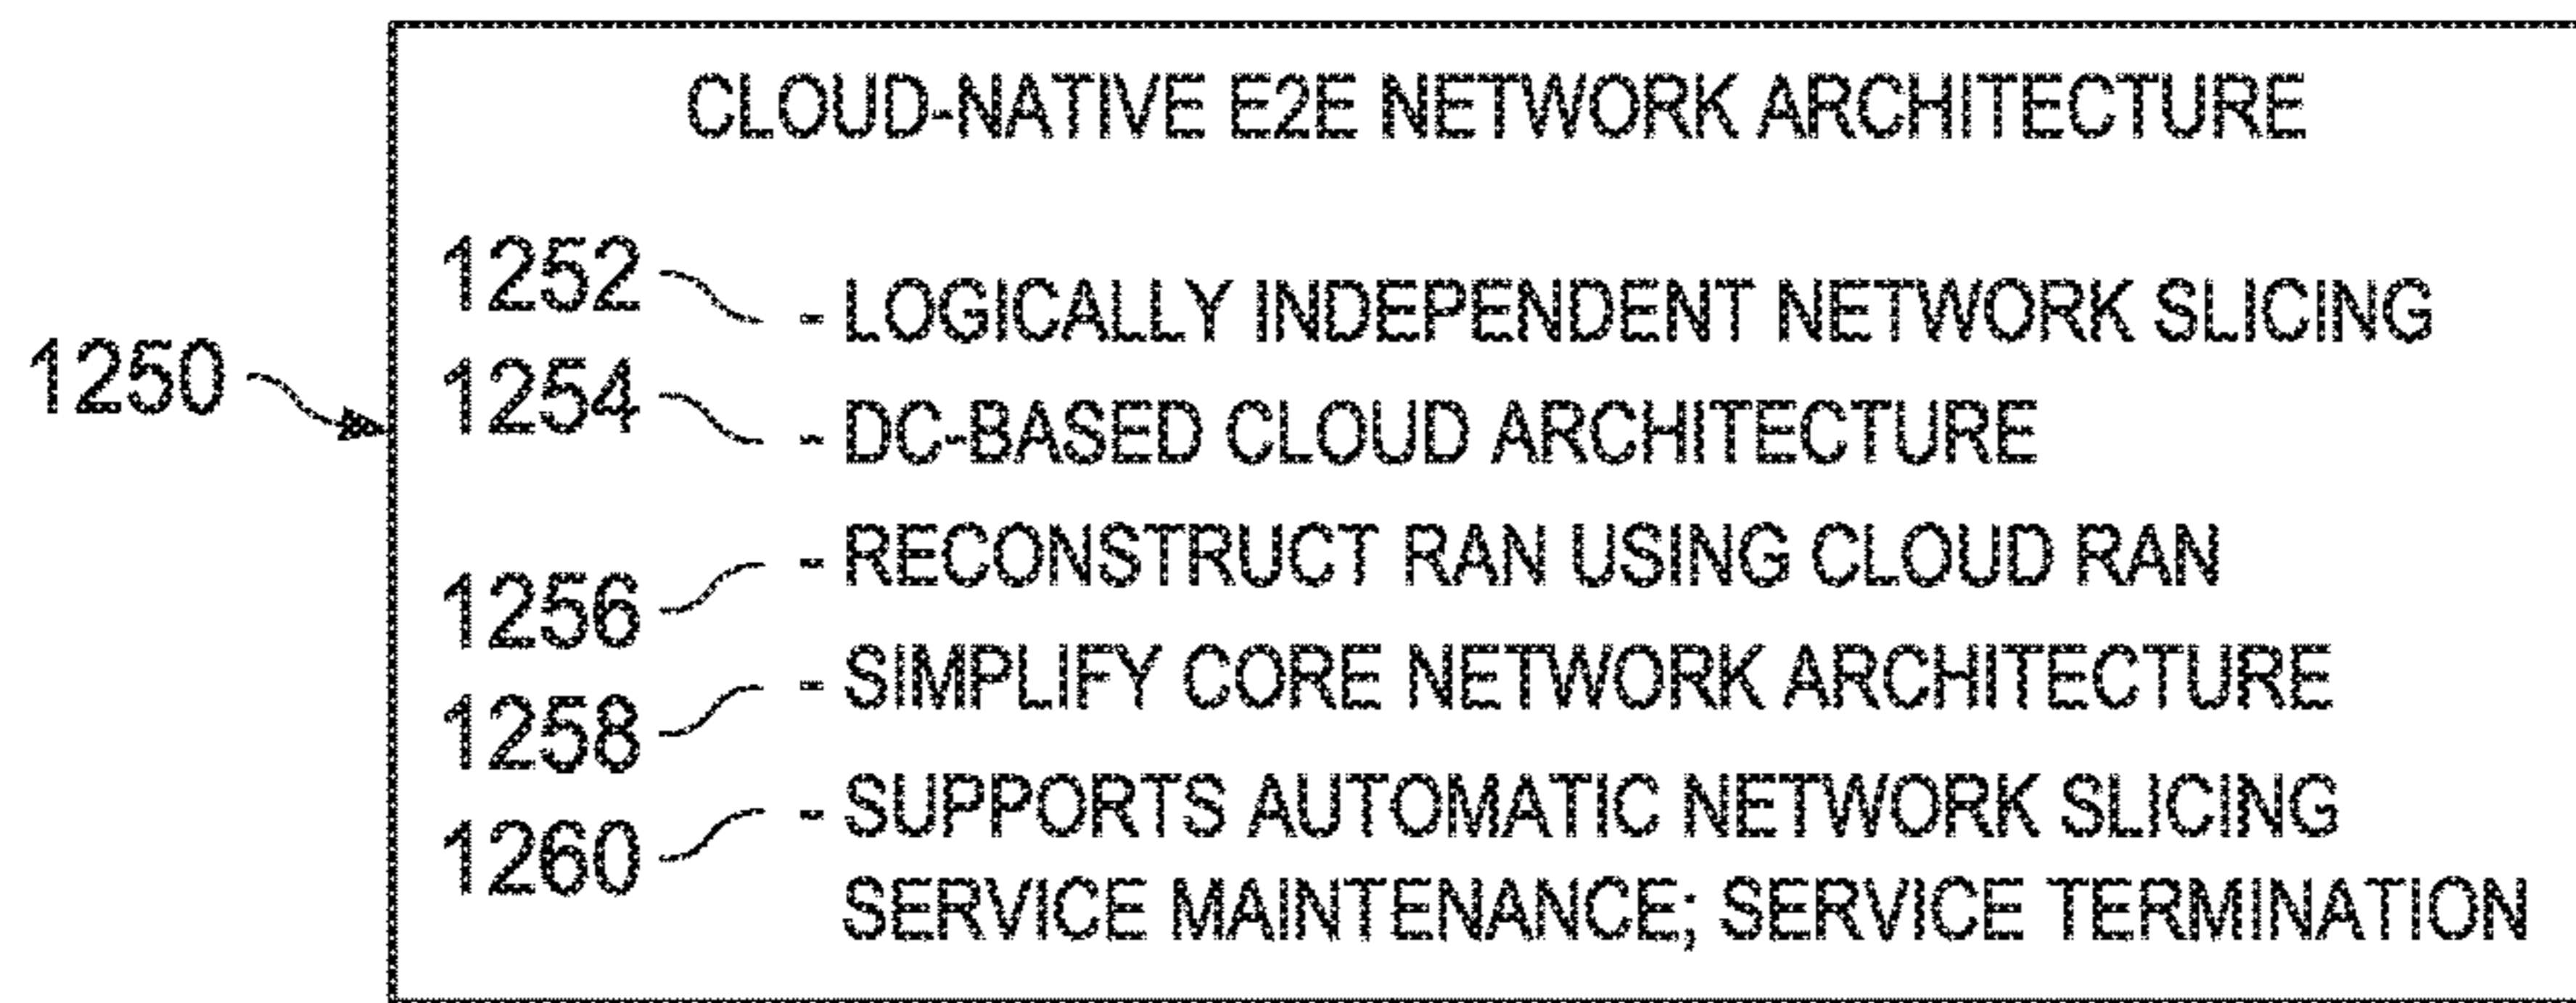 CLOUD-NATIVE E2E NETWORK ARCHITECTURE
1252 - LOGICALLY INDEPENDENT NETWORK SLICING
1250
1254 - DC-BASED CLOUD ARCHITECTURE
1256 - RECONSTRUCT RAN USING CLOUD RAN
1258 - SIMPLIFY CORE NETWORK ARCHITECTURE
1260 - SUPPORTS AUTOMATIC NETWORK SLICING
SERVICE MAINTENANCE; SERVICE TERMINATION